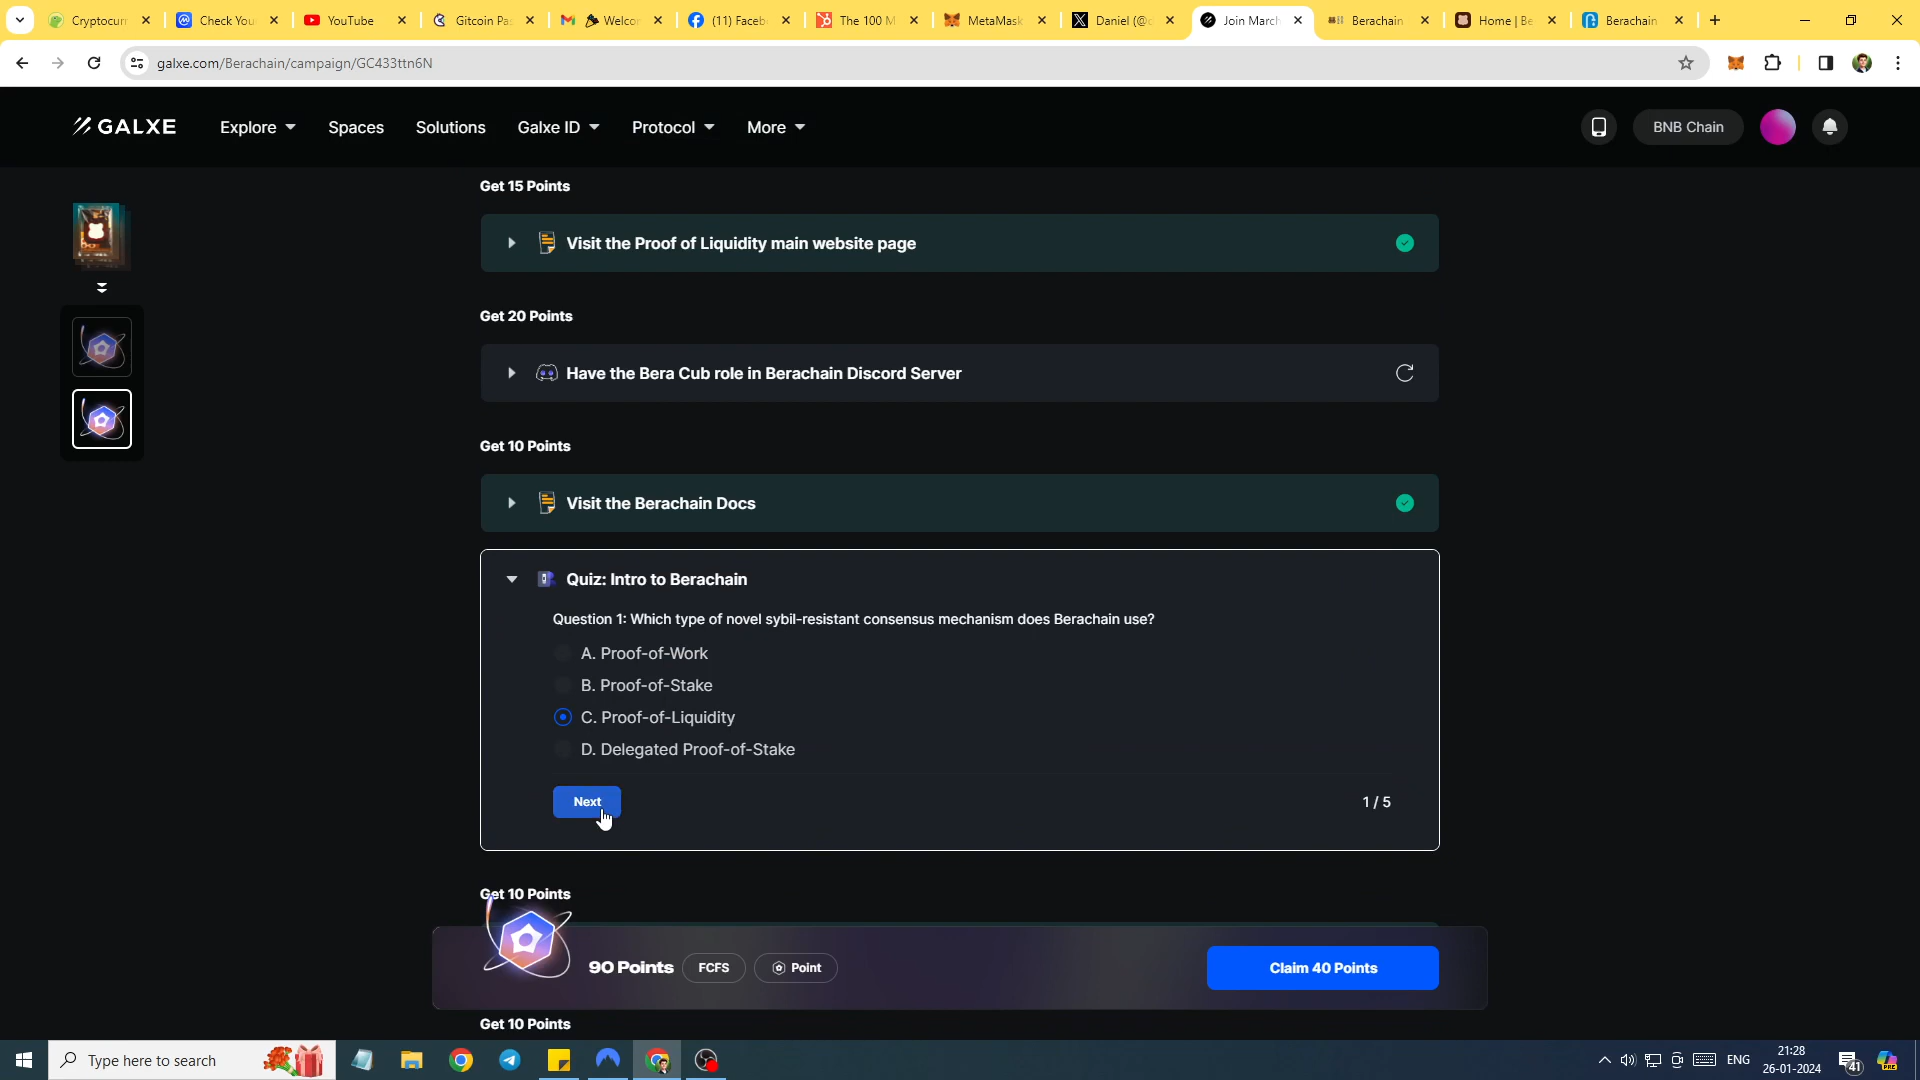 Cryptocurr
Check You
YouTube
Gitcoin Pa
Welcor
(11) Faceb
The 100 M
MetaMask
Daniel (@d
Join March
Berachain
Home | Be
Berachain
galxe.com/Berachain/campaign/GC433ttn6N
GALXE
Explore
Spaces
Solutions
Galxe ID
Protocol
More
BNB Chain
Get 15 Points
Visit the Proof of Liquidity main website page
Get 20 Points
Have the Bera Cub role in Berachain Discord Server
Get 10 Points
Visit the Berachain Docs
Quiz: Intro to Berachain
Question 1: Which type of novel sybil-resistant consensus mechanism does Berachain use?
A. Proof-of-Work
B. Proof-of-Stake
C. Proof-of-Liquidity
D. Delegated Proof-of-Stake
Next
1 / 5
Get 10 Points
90 Points
FCFS
Point
Claim 40 Points
Get 10 Points
Type here to search
ENG
21:28
26-01-2024
41